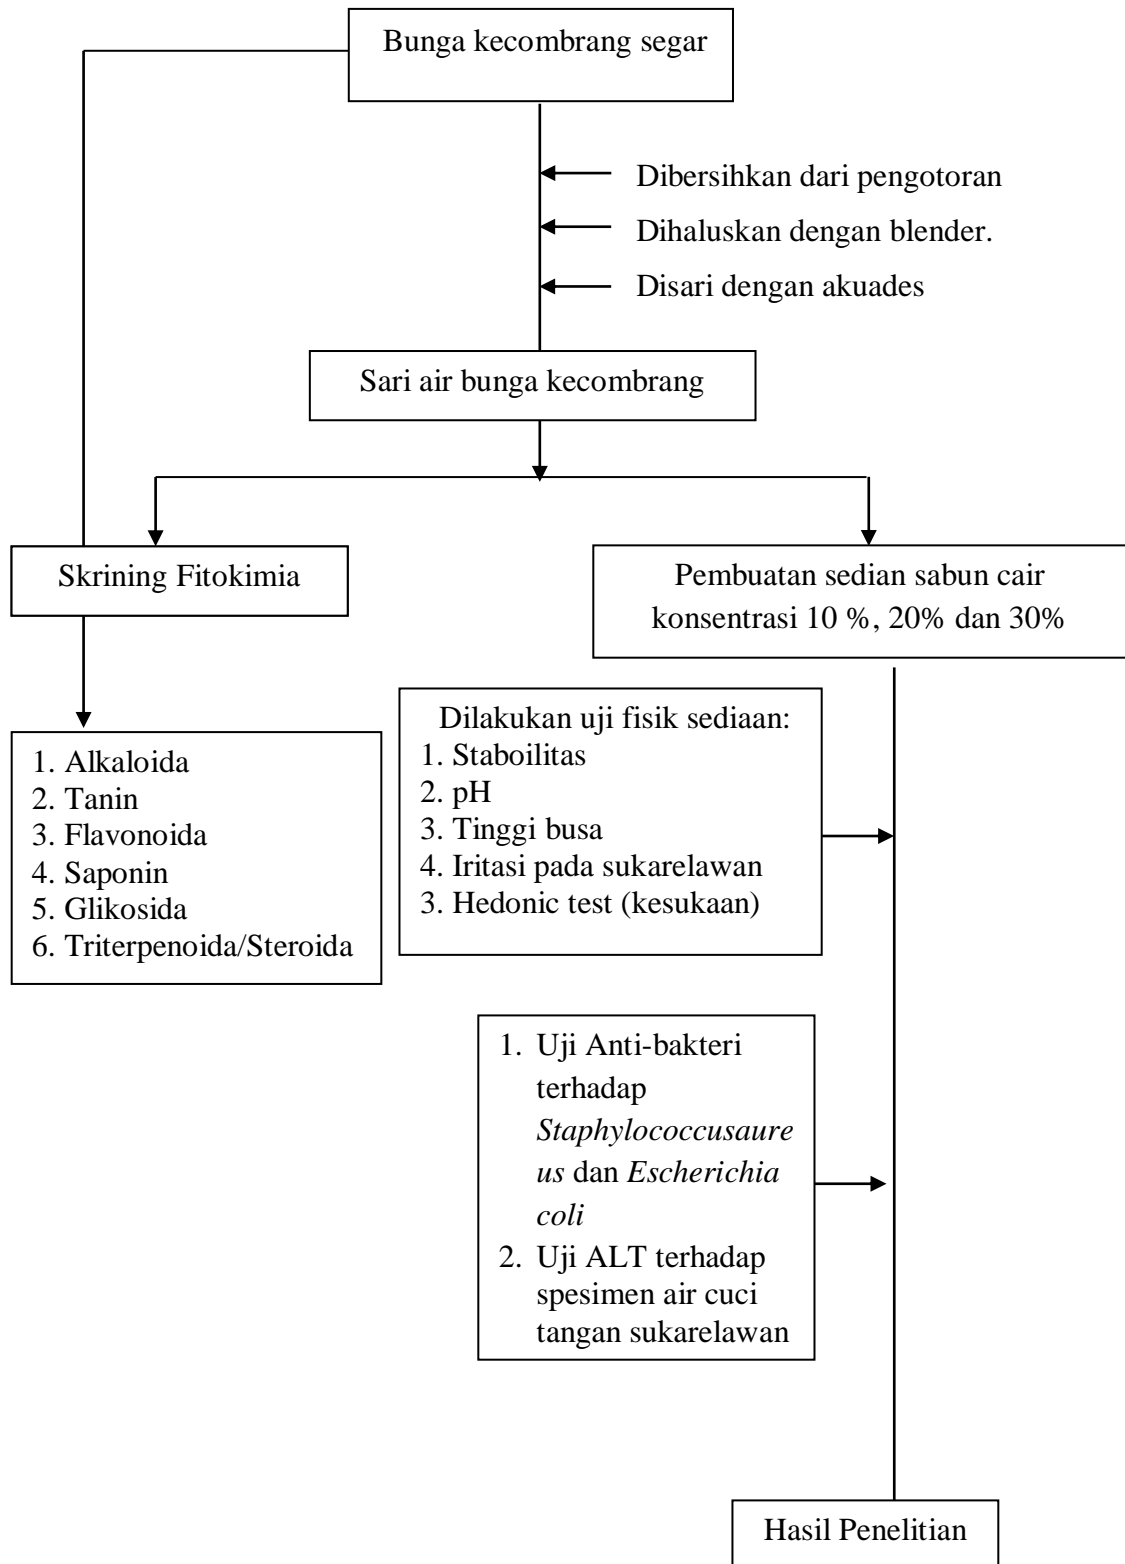 Bunga kecombrang segar
Dibersihkan dari pengotoran
Dihaluskan dengan blender.
Disari dengan akuades
Sari air bunga kecombrang
Skrining Fitokimia
Pembuatan sedian sabun cair
konsentrasi 10 %, 20% dan 30%
1. Alkaloida
2. Tanin
3. Flavonoida
4. Saponin
5. Glikosida
6. Triterpenoida/Steroida
Dilakukan uji fisik sediaan:
1. Staboilitas
2. pH
3. Tinggi busa
4. Iritasi pada sukarelawan
3. Hedonic test (kesukaan)
1. Uji Anti-bakteri
terhadap
Staphylococcusaure
us dan Escherichia
coli
2. Uji ALT terhadap
spesimen air cuci
tangan sukarelawan
Hasil Penelitian